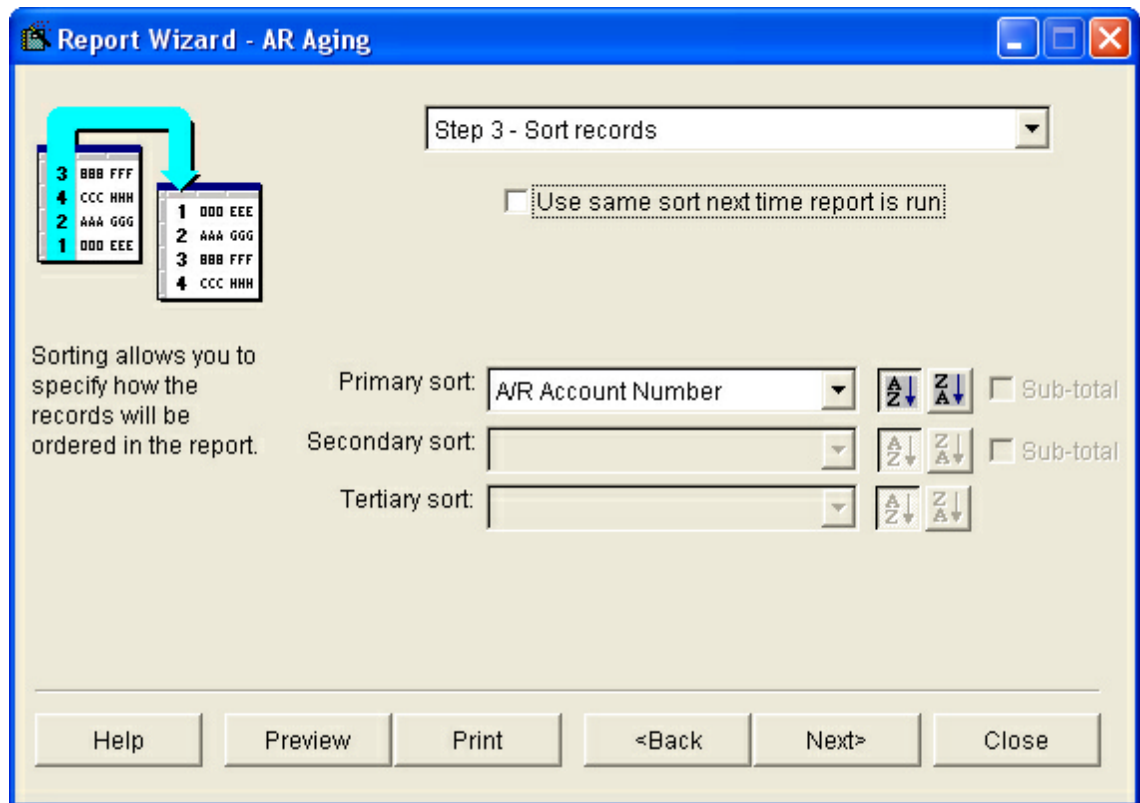 Report Wizard - AR Aging
Step 3 - Sort records
Use same sort next time report is run
3 BBB FFF
4 CCC HHH
2 AAA GGG
1 DDD EEE
1 DDD EEE
2 AAA GGG
3 BBB FFF
4 CCC HHH
Sorting allows you to
specify how the
records will be
ordered in the report.
Primary sort: A/R Account Number A Z Z A Sub-total
Secondary sort: A Z Z A Sub-total
Tertiary sort: A Z Z A
Help Preview Print <Back Next> Close